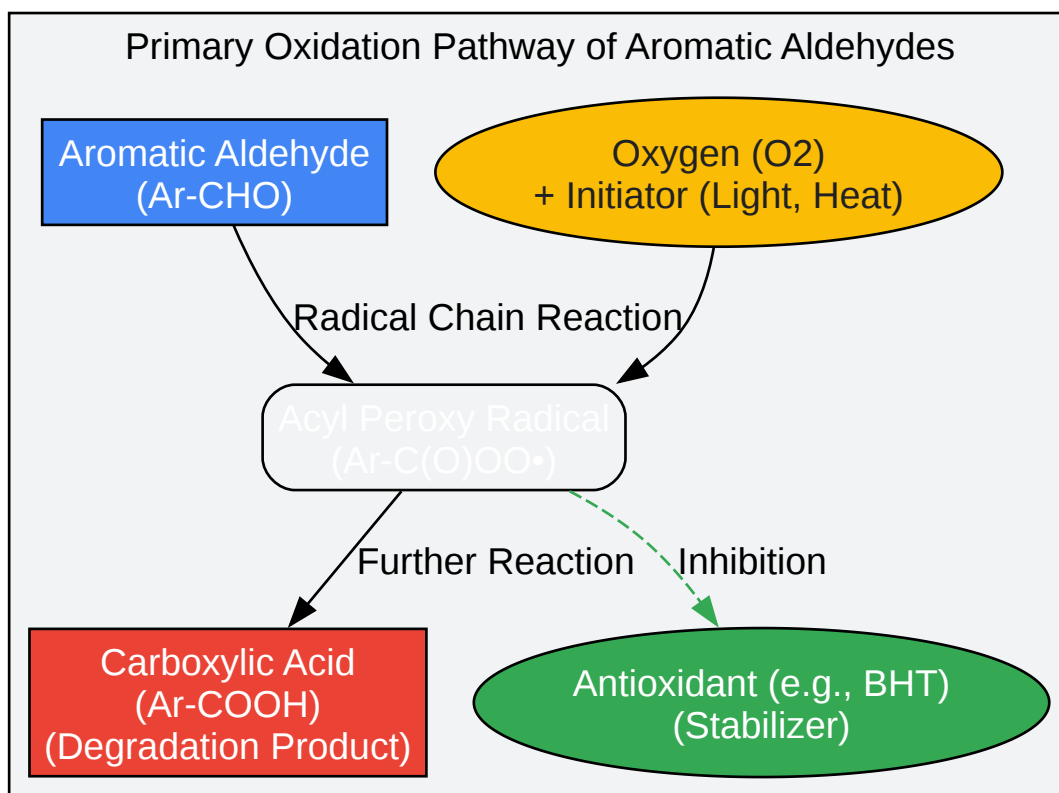 Primary Oxidation Pathway of Aromatic Aldehydes
Aromatic Aldehyde
(Ar-CHO)
Oxygen (O2)
+ Initiator (Light, Heat)
Radical Chain Reaction
Acyl Peroxy Radical
(Ar-C(O)OO•)
Further Reaction
Inhibition
Carboxylic Acid
(Ar-COOH)
(Degradation Product)
Antioxidant (e.g., BHT)
(Stabilizer)